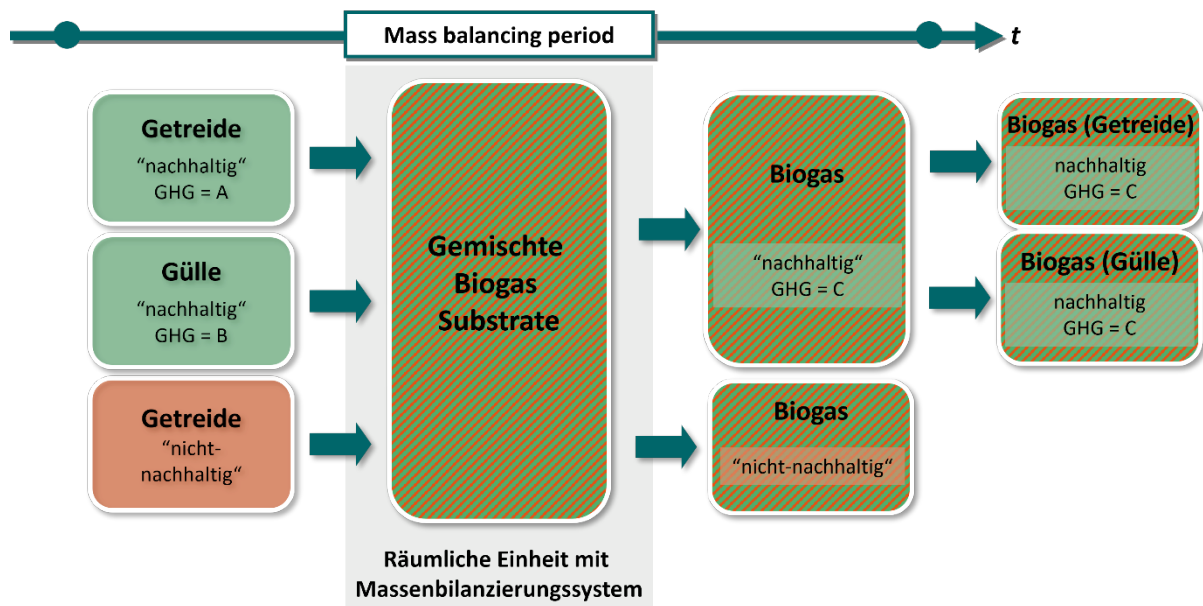 Mass balancing period
t
Getreide
“nachhaltig“
GHG = A
Gülle
“nachhaltig“
GHG = B
Getreide
“nicht-
nachhaltig“
Gemischte
Biogas
Substrate
Räumliche Einheit mit
Massenbilanzierungssystem
Biogas
“nachhaltig“
GHG = C
Biogas
“nicht-nachhaltig“
Biogas (Getreide)
nachhaltig
GHG = C
Biogas (Gülle)
nachhaltig
GHG = C